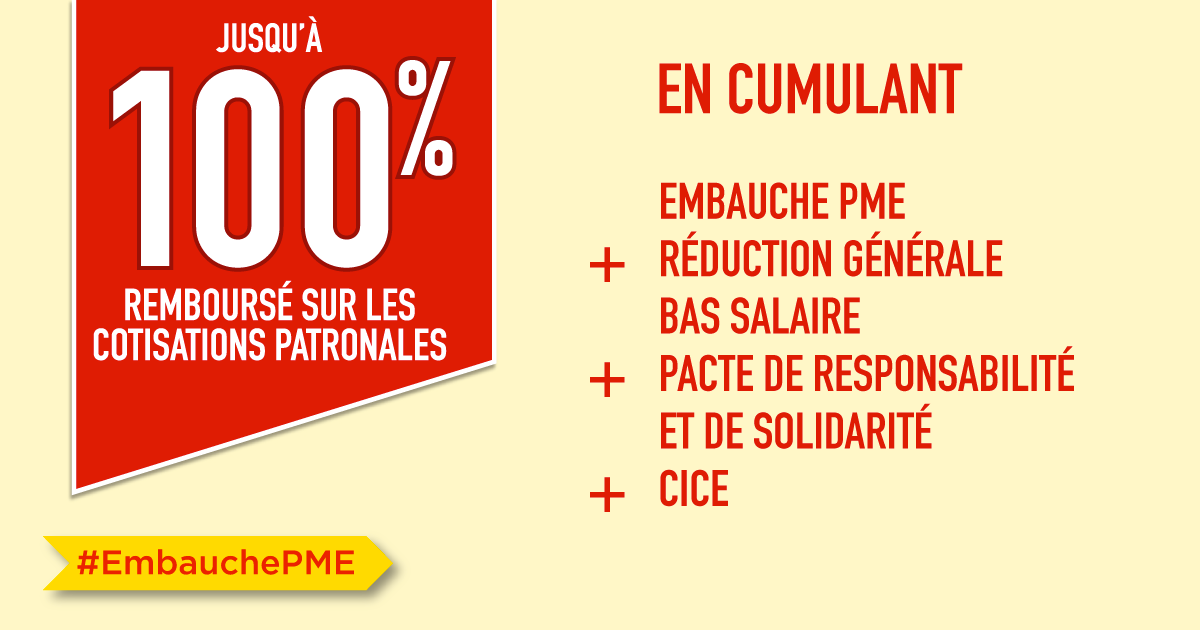 JUSQU'À
100%
REMBOURSÉ SUR LES
COTISATIONS PATRONALES
#EmbauchePME
EN CUMULANT
EMBAUCHE PME
+ RÉDUCTION GÉNÉRALE
BAS SALAIRE
+ PACTE DE RESPONSABILITÉ
ET DE SOLIDARITÉ
+ CICE